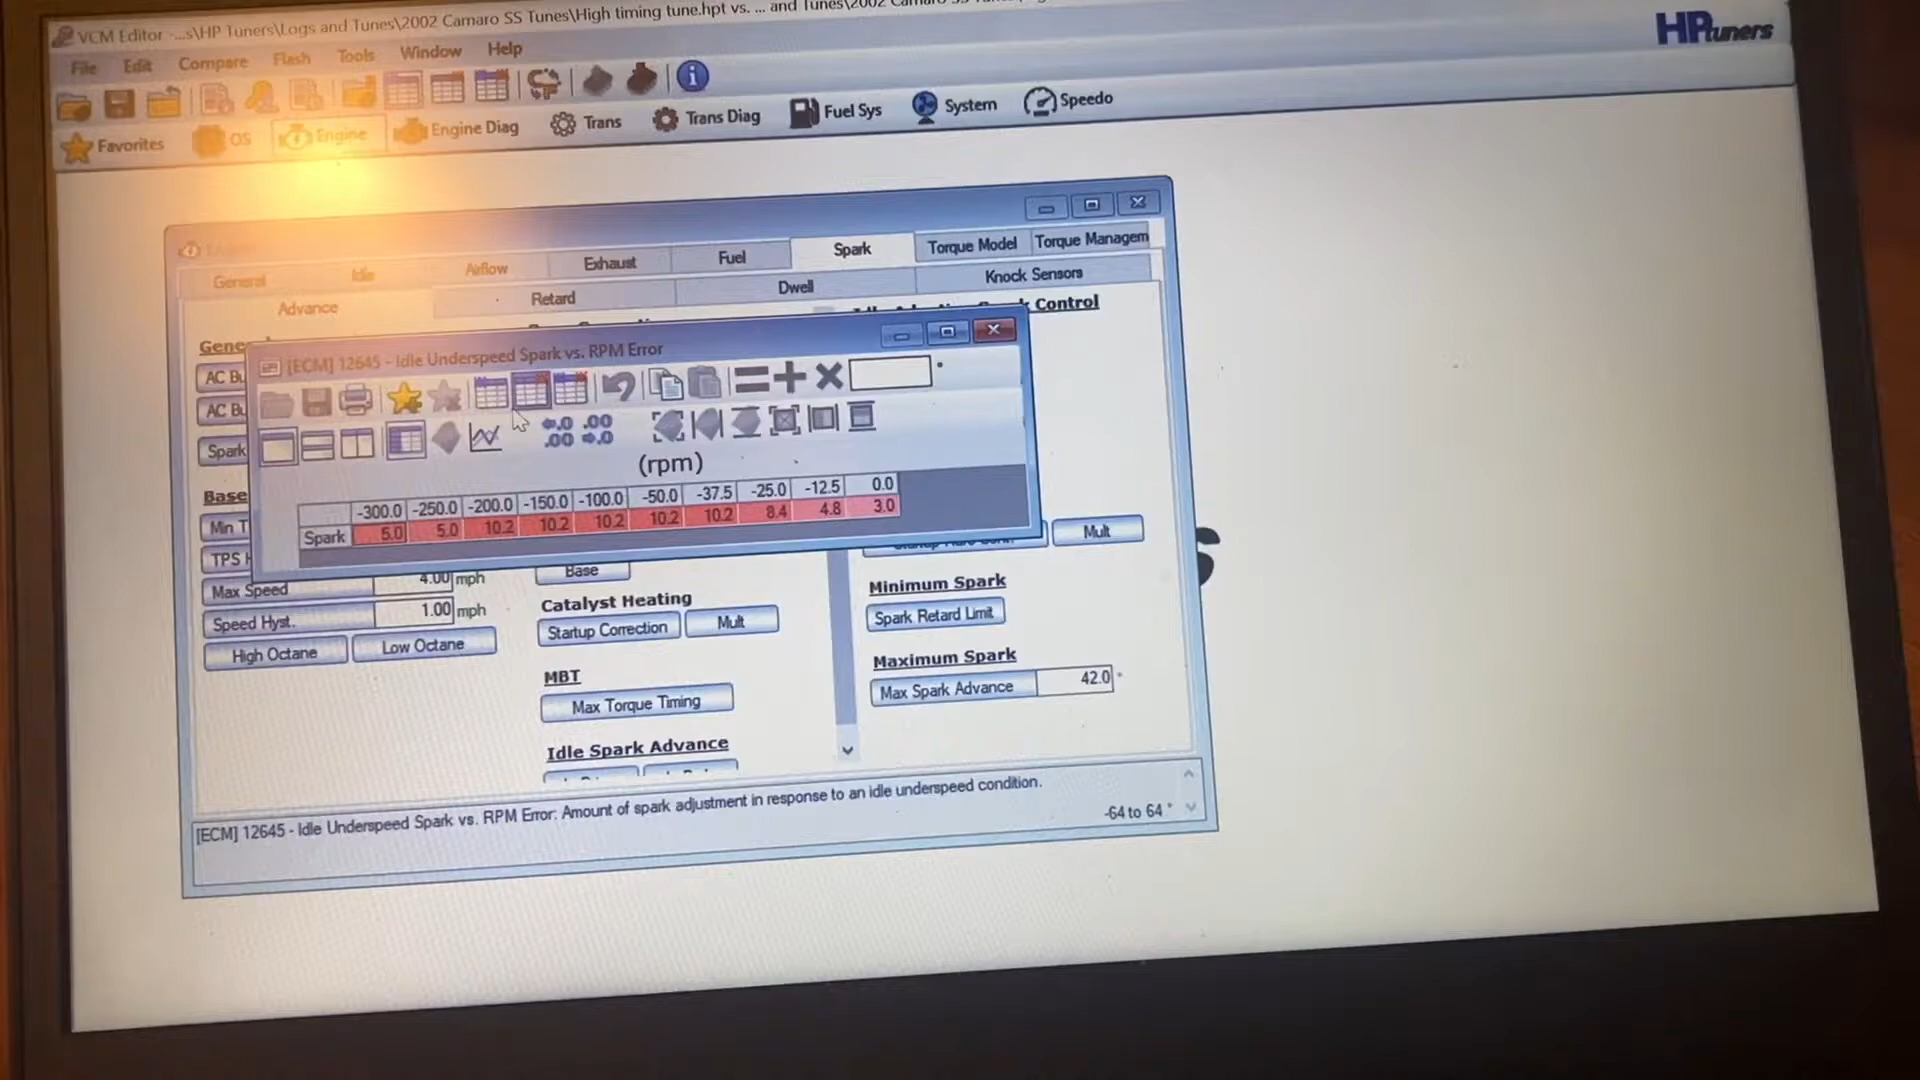 VCM Editor -...s\HP Tuners\Logs and Tunes\2002 Camaro SS Tunes\High timing tune.hpt vs. ... and Tunes\2002
HPtuners
File Edit Compare Flash Tools Window Help
Favorites OS Engine Engine Diag Trans Trans Diag Fuel Sys System Speedo
General Idle Airflow Exhaust Fuel Spark Torque Model Torque Managem
Advance Retard Dwell Knock Sensors
Control
[ECM] 12645 - Idle Underspeed Spark vs. RPM Error
AC Bu
AC Bu
Spark
(rpm)
-300.0 -250.0 -200.0 -150.0 -100.0 -50.0 -37.5 -25.0 -12.5 0.0
Spark 5.0 5.0 10.2 10.2 10.2 10.2 10.2 8.4 4.8 3.0
Base
Min T
TPS H
Max Speed 4.00 mph
Speed Hyst. 1.00 mph
High Octane Low Octane
Base
Catalyst Heating
Startup Correction Mult
MBT
Max Torque Timing
Idle Spark Advance
Mult
Minimum Spark
Spark Retard Limit
Maximum Spark
Max Spark Advance 42.0 °
[ECM] 12645 - Idle Underspeed Spark vs. RPM Error: Amount of spark adjustment in response to an idle underspeed condition.
-64 to 64 °